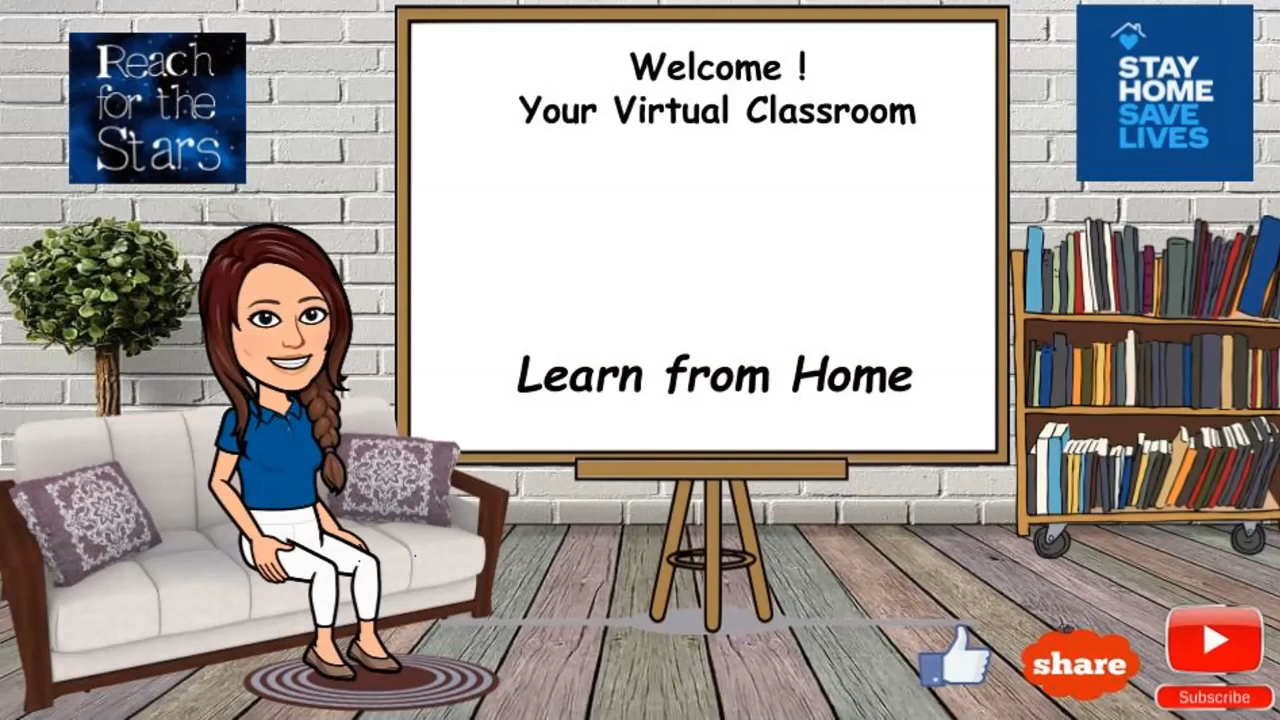 Reach
for the
Stars
Welcome !
Your Virtual Classroom
Learn from Home
STAY
HOME
SAVE
LIVES
share
Subscribe